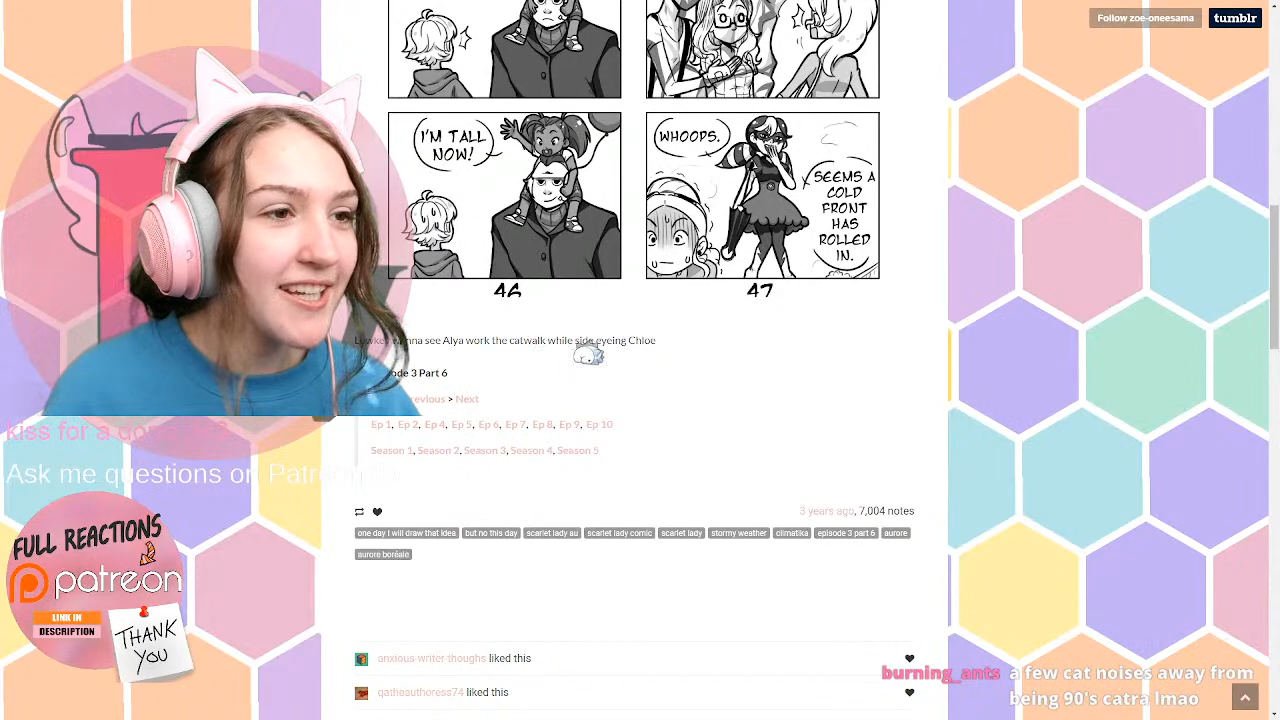 Follow zoe-oneesama
tumblr
I'M TALL NOW!
WHOOPS.
SEEMS A
COLD
FRONT
HAS
ROLLED
IN.
46
47
see Alya work the catwalk while side eyeing Chloe
3 Part 6
> Next
Ep 1, Ep 2, Ep 4, Ep 5, Ep 6, Ep 7, Ep 8, Ep 9, Ep 10
Season 1, Season 2, Season 3, Season 4, Season 5
kiss for a
Ask me questions on
3 years ago, 7,004 notes
one day I will draw that idea but no this day scarlet lady au scarlet lady comic scarlet lady stormy weather climatika episode 3 part 6 aurore
aurore boréale
FULL REACTIONS
patreon
LINK IN
DESCRIPTION
THANK
YOU
anxious-writer-thoughs liked this
qatheauthoress74 liked this
burning_ants a few cat noises away from
being 90's catra lmao